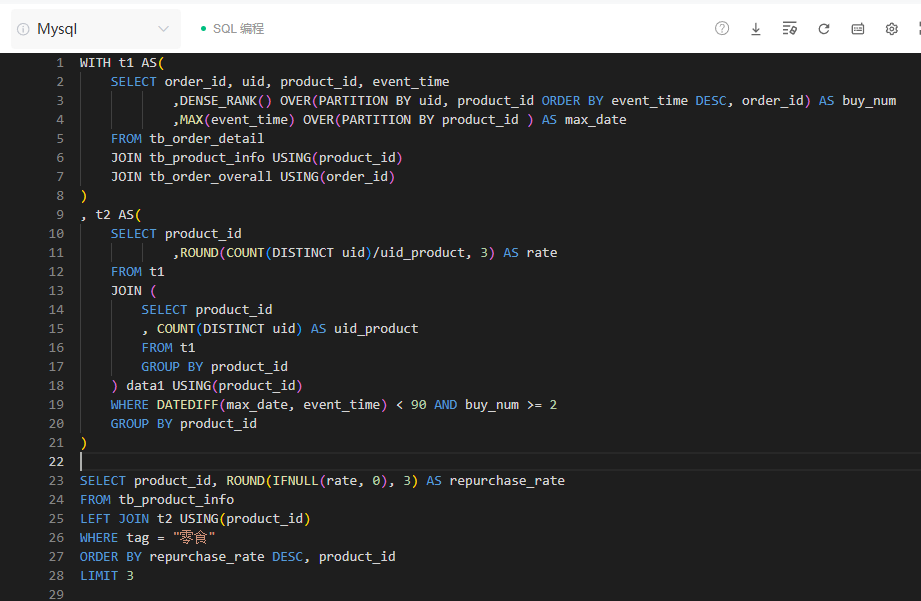 Mysql
SQL 编程
1 WITH t1 AS(
2 SELECT order_id, uid, product_id, event_time
3 ,DENSE_RANK() OVER(PARTITION BY uid, product_id ORDER BY event_time DESC, order_id) AS buy_num
4 ,MAX(event_time) OVER(PARTITION BY product_id ) AS max_date
5 FROM tb_order_detail
6 JOIN tb_product_info USING(product_id)
7 JOIN tb_order_overall USING(order_id)
8 )
9 , t2 AS(
10 SELECT product_id
11 ,ROUND(COUNT(DISTINCT uid)/uid_product, 3) AS rate
12 FROM t1
13 JOIN (
14 SELECT product_id
15 , COUNT(DISTINCT uid) AS uid_product
16 FROM t1
17 GROUP BY product_id
18 ) data1 USING(product_id)
19 WHERE DATEDIFF(max_date, event_time) < 90 AND buy_num >= 2
20 GROUP BY product_id
21 )
22
23 SELECT product_id, ROUND(IFNULL(rate, 0), 3) AS repurchase_rate
24 FROM tb_product_info
25 LEFT JOIN t2 USING(product_id)
26 WHERE tag = "零食"
27 ORDER BY repurchase_rate DESC, product_id
28 LIMIT 3
29